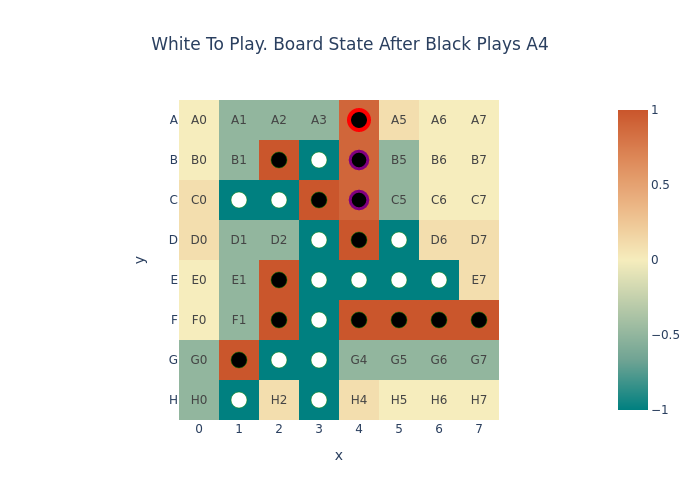 White To Play. Board State After Black Plays A4
A A0 A1 A2 A3 A5 A6 A7
B B0 B1 B5 B6 B7
C C0 C5 C6 C7
D D0 D1 D2 D6 D7
E E0 E1 E7
F F0 F1
G G0 G4 G5 G6 G7
H H0 H2 H4 H5 H6 H7
0 1 2 3 4 5 6 7
x
y
1
0.5
0
−0.5
−1